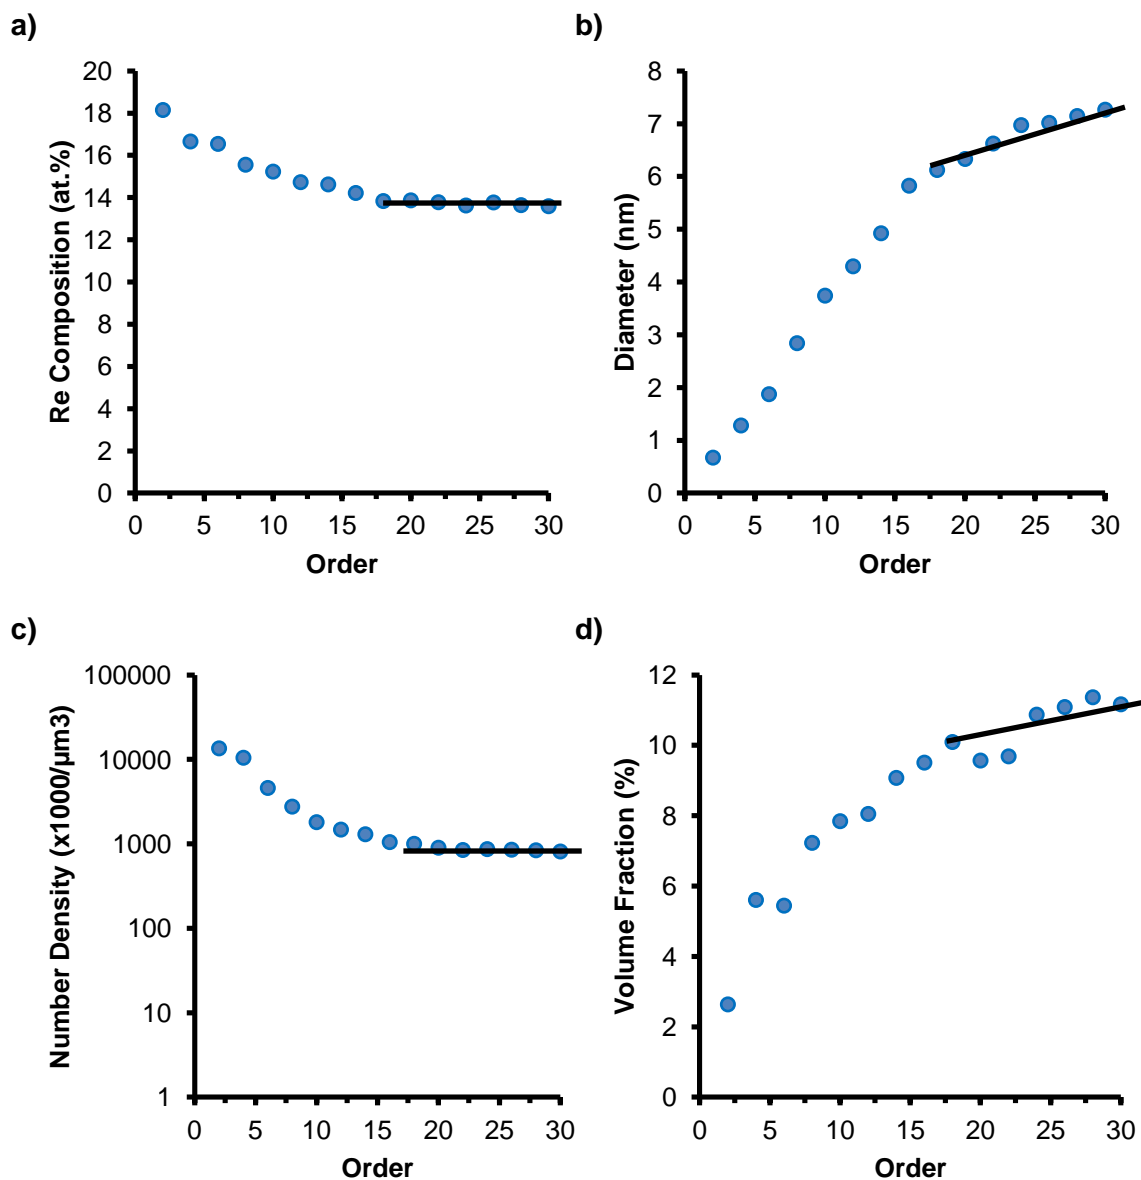 a)
Re Composition (at.%)
20
18
16
14
12
10
8
6
4
2
0
0 5 10 15 20 25 30
Order
b)
Diameter (nm)
8
7
6
5
4
3
2
1
0
0 5 10 15 20 25 30
Order
c)
Number Density (x1000/µm3)
100000
10000
1000
100
10
1
0 5 10 15 20 25 30
Order
d)
Volume Fraction (%)
12
10
8
6
4
2
0
0 5 10 15 20 25 30
Order